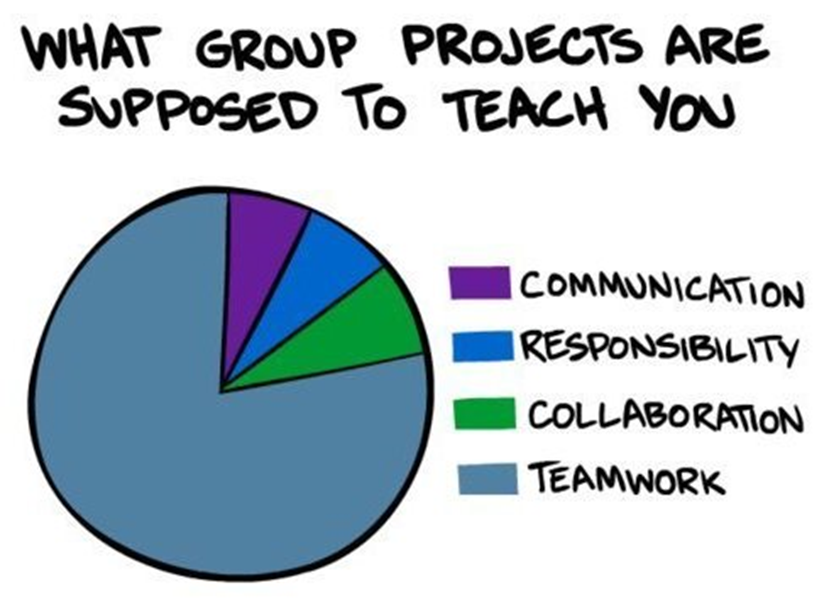 WHAT GROUP PROJECTS ARE
SUPPOSED TO TEACH YOU
COMMUNICATION
RESPONSIBILITY
COLLABORATION
TEAMWORK